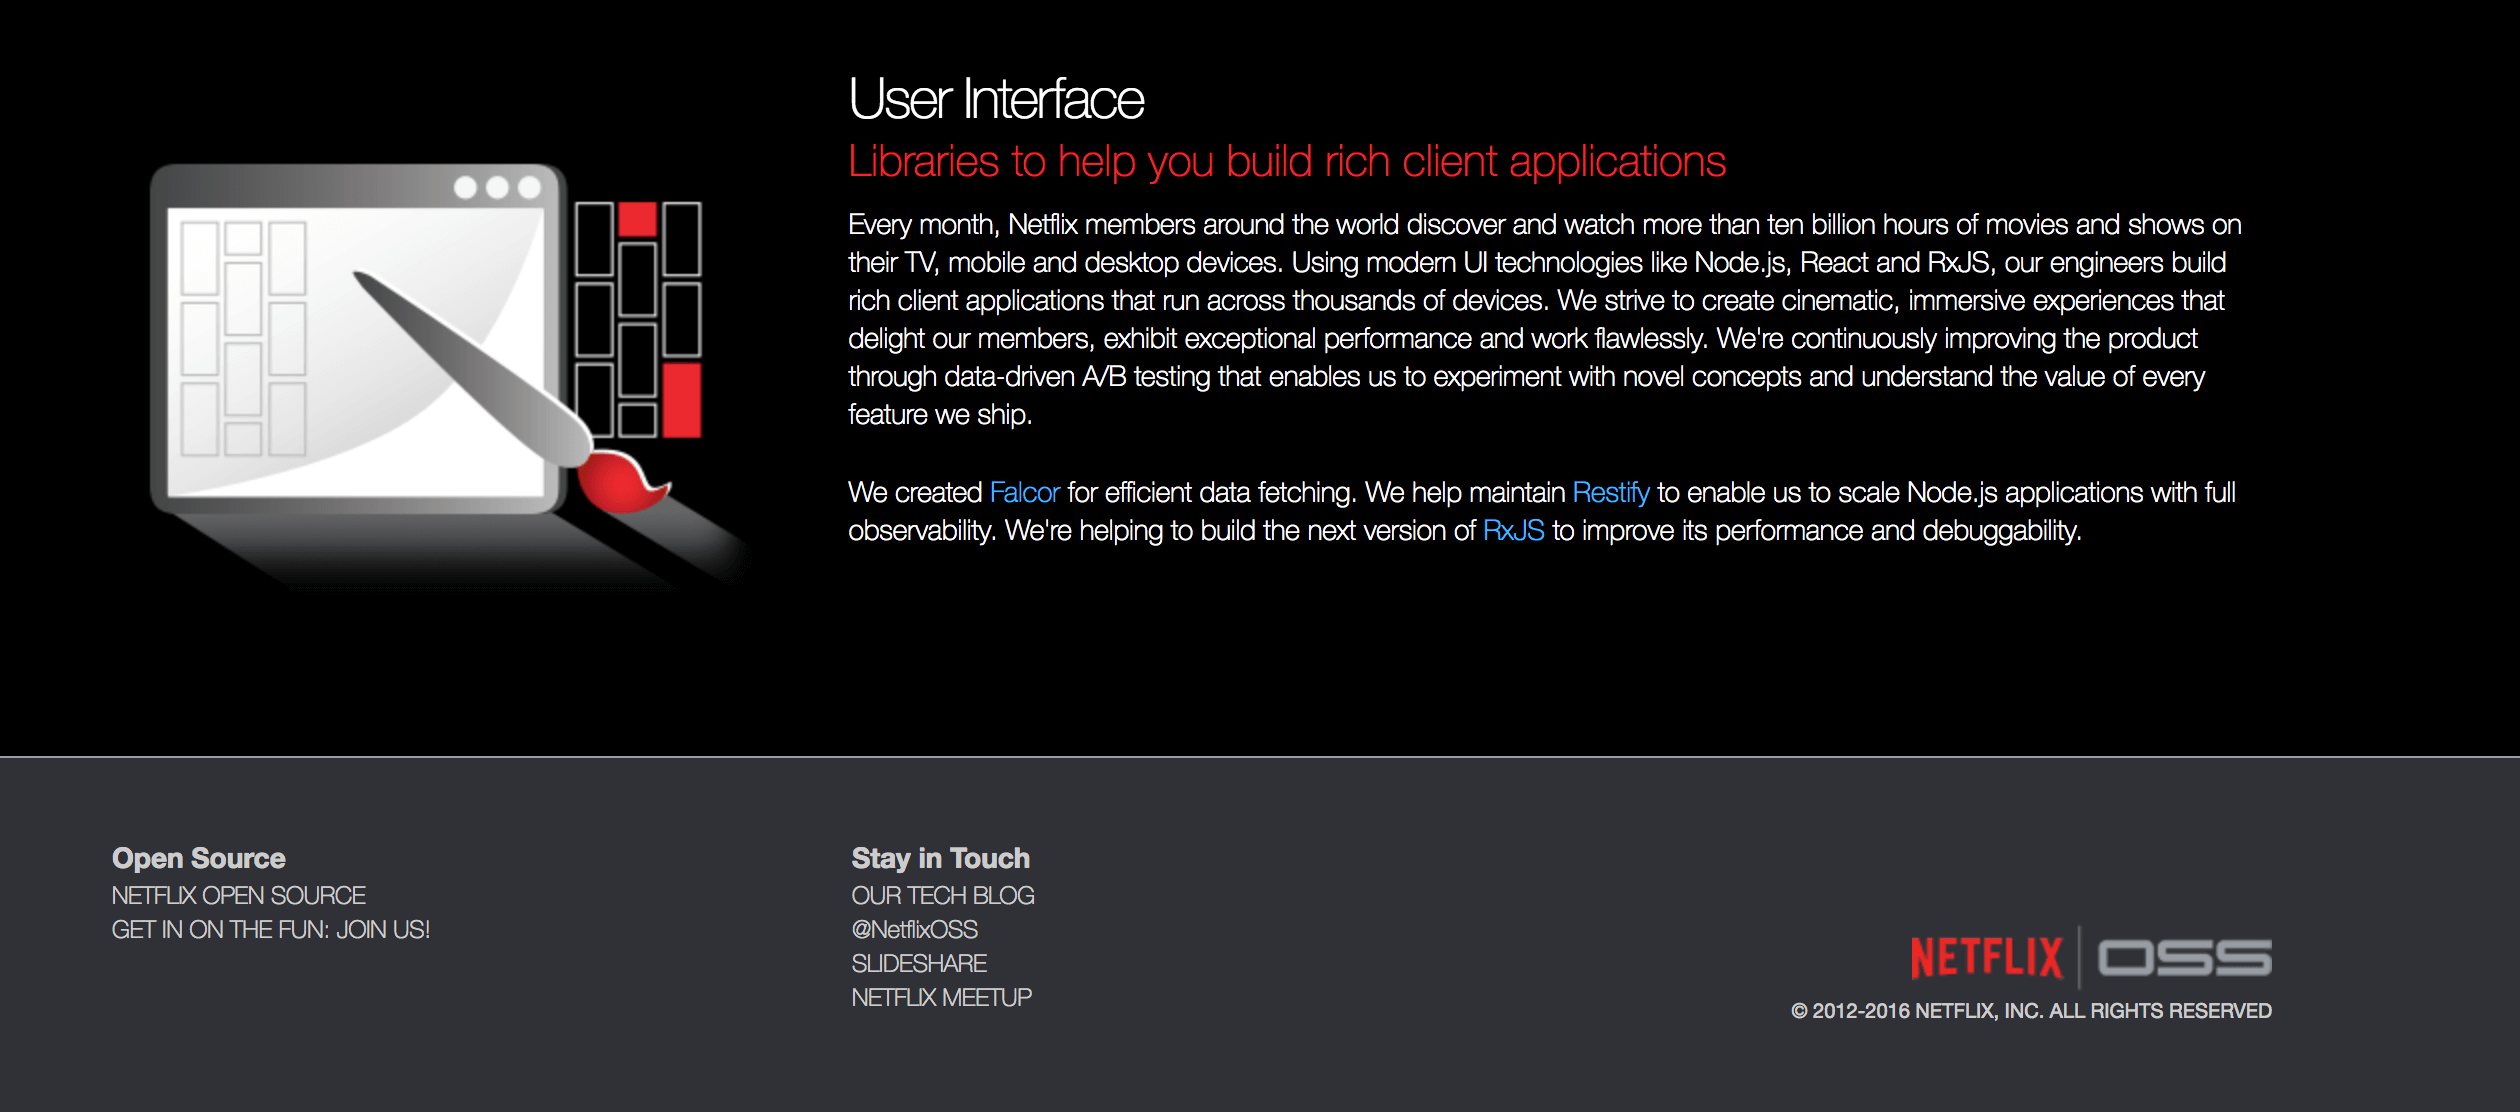 User Interface
Libraries to help you build rich client applications
Every month, Netflix members around the world discover and watch more than ten billion hours of movies and shows on
their TV, mobile and desktop devices. Using modern UI technologies like Node.js, React and RxJS, our engineers build
rich client applications that run across thousands of devices. We strive to create cinematic, immersive experiences that
delight our members, exhibit exceptional performance and work flawlessly. We're continuously improving the product
through data-driven A/B testing that enables us to experiment with novel concepts and understand the value of every
feature we ship.
We created Falcor for efficient data fetching. We help maintain Restify to enable us to scale Node.js applications with full
observability. We're helping to build the next version of RxJS to improve its performance and debuggability.
Open Source
NETFLIX OPEN SOURCE
GET IN ON THE FUN: JOIN US!
Stay in Touch
OUR TECH BLOG
@NetflixOSS
SLIDESHARE
NETFLIX MEETUP
NETFLIX | OSS
© 2012-2016 NETFLIX, INC. ALL RIGHTS RESERVED